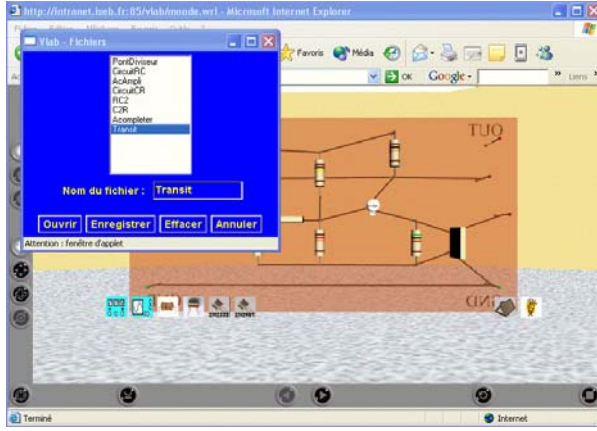 http://intranet.iseb.fr:85/vlab/monde.wrl - Microsoft Internet Explorer
Vlab - Fichiers
Favoris
Média
OK
Google
Liens
PontDiviseur
CircuitRC
AcAmpli
CircuitCR
RC2
C2R
Acompleter
Transit
Nom du fichier : Transit
Ouvrir Enregistrer Effacer Annuler
Attention : fenêtre d'applet
OUT
GND
Terminé
Internet